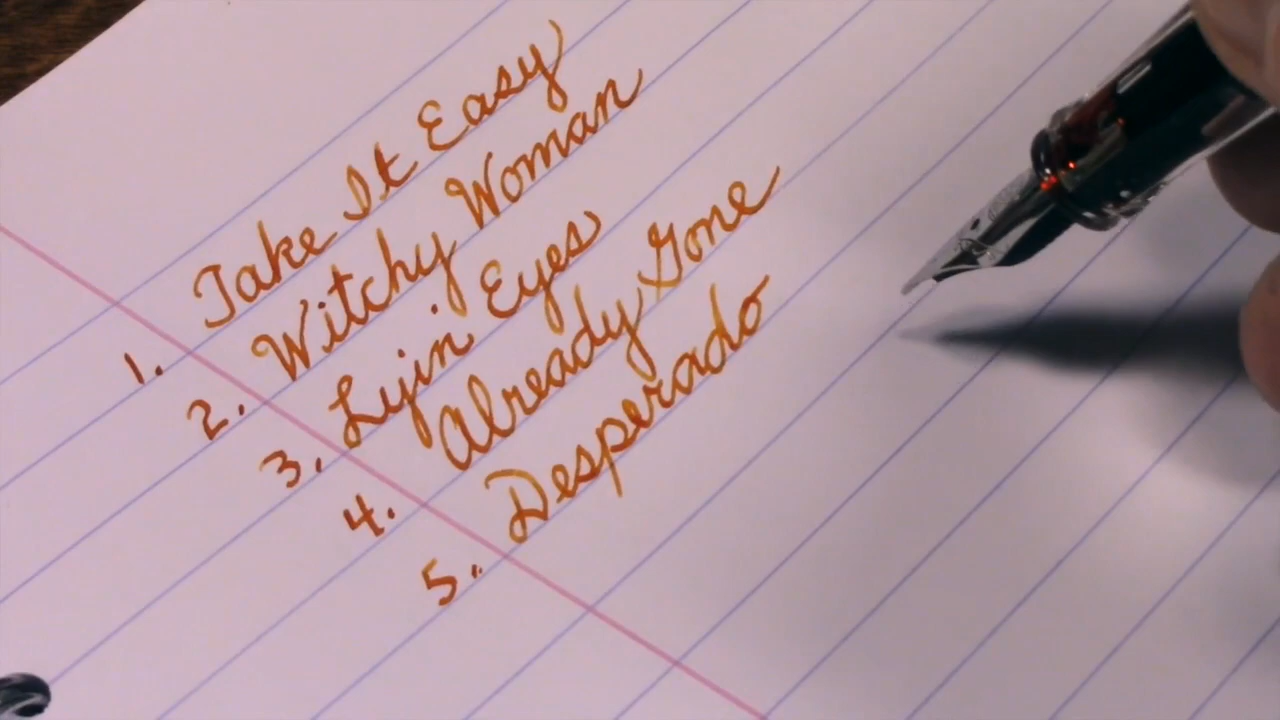 1. Take It Easy
2. Witchy Woman
3. Lyin Eyes
4. Already Gone
5. Desperado